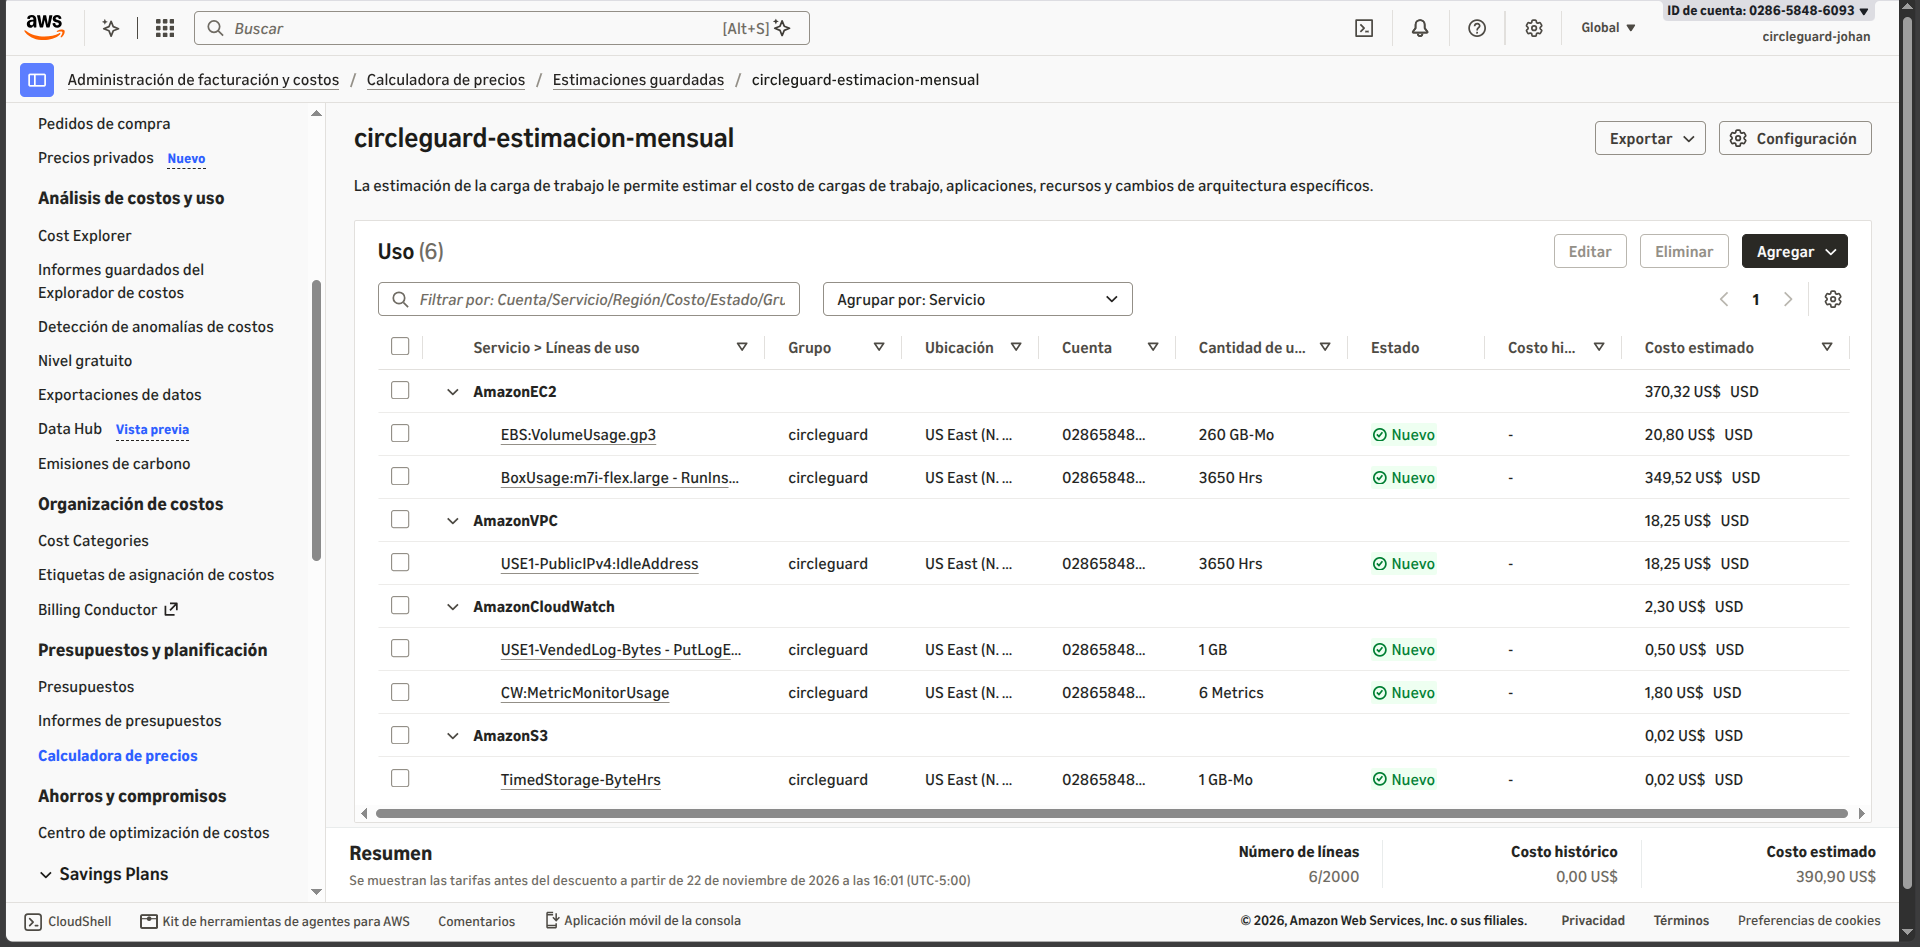 aws
Buscar
[Alt+S]
Global
ID de cuenta: 0286-5848-6093
circleguard-johan
Administración de facturación y costos / Calculadora de precios / Estimaciones guardadas / circleguard-estimacion-mensual
Pedidos de compra
Precios privados Nuevo
Análisis de costos y uso
Cost Explorer
Informes guardados del
Explorador de costos
Detección de anomalías de costos
Nivel gratuito
Exportaciones de datos
Data Hub Vista previa
Emisiones de carbono
Organización de costos
Cost Categories
Etiquetas de asignación de costos
Billing Conductor
Presupuestos y planificación
Presupuestos
Informes de presupuestos
Calculadora de precios
Ahorros y compromisos
Centro de optimización de costos
Savings Plans
circleguard-estimacion-mensual
Exportar
Configuración
La estimación de la carga de trabajo le permite estimar el costo de cargas de trabajo, aplicaciones, recursos y cambios de arquitectura específicos.
Uso (6)
Editar
Eliminar
Agregar
Filtrar por: Cuenta/Servicio/Región/Costo/Estado/Gru
Agrupar por: Servicio
1
Servicio > Líneas de uso Grupo Ubicación Cuenta Cantidad de u... Estado Costo hi... Costo estimado
AmazonEC2 370,32 US$ USD
EBS:VolumeUsage.gp3 circleguard US East (N. ... 02865848... 260 GB-Mo Nuevo - 20,80 US$ USD
BoxUsage:m7i-flex.large - RunIns... circleguard US East (N. ... 02865848... 3650 Hrs Nuevo - 349,52 US$ USD
AmazonVPC 18,25 US$ USD
USE1-PublicIPv4:IdleAddress circleguard US East (N. ... 02865848... 3650 Hrs Nuevo - 18,25 US$ USD
AmazonCloudWatch 2,30 US$ USD
USE1-VendedLog-Bytes - PutLogE... circleguard US East (N. ... 02865848... 1 GB Nuevo - 0,50 US$ USD
CW:MetricMonitorUsage circleguard US East (N. ... 02865848... 6 Metrics Nuevo - 1,80 US$ USD
AmazonS3 0,02 US$ USD
TimedStorage-ByteHrs circleguard US East (N. ... 02865848... 1 GB-Mo Nuevo - 0,02 US$ USD
Resumen
Se muestran las tarifas antes del descuento a partir de 22 de noviembre de 2026 a las 16:01 (UTC-5:00)
Número de líneas
6/2000
Costo histórico
0,00 US$
Costo estimado
390,90 US$
CloudShell
Kit de herramientas de agentes para AWS
Comentarios
Aplicación móvil de la consola
© 2026, Amazon Web Services, Inc. o sus filiales.
Privacidad
Términos
Preferencias de cookies